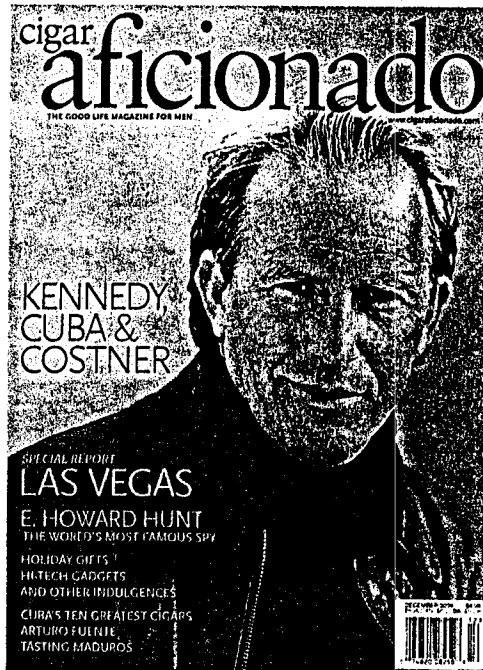 cigar
aficionado
THE GOOD LIFE MAGAZINE FOR MEN
www.cigaraficionado.com
KENNEDY,
CUBA &
COSTNER
SPECIAL REPORT
LAS VEGAS
E. HOWARD HUNT
THE WORLD'S MOST FAMOUS SPY
HOLIDAY GIFTS
HI-TECH GADGETS
AND OTHER INDULGENCES
CUBA'S TEN GREATEST CIGARS
ARTURO FUENTE
TASTING MADUROS
DECEMBER